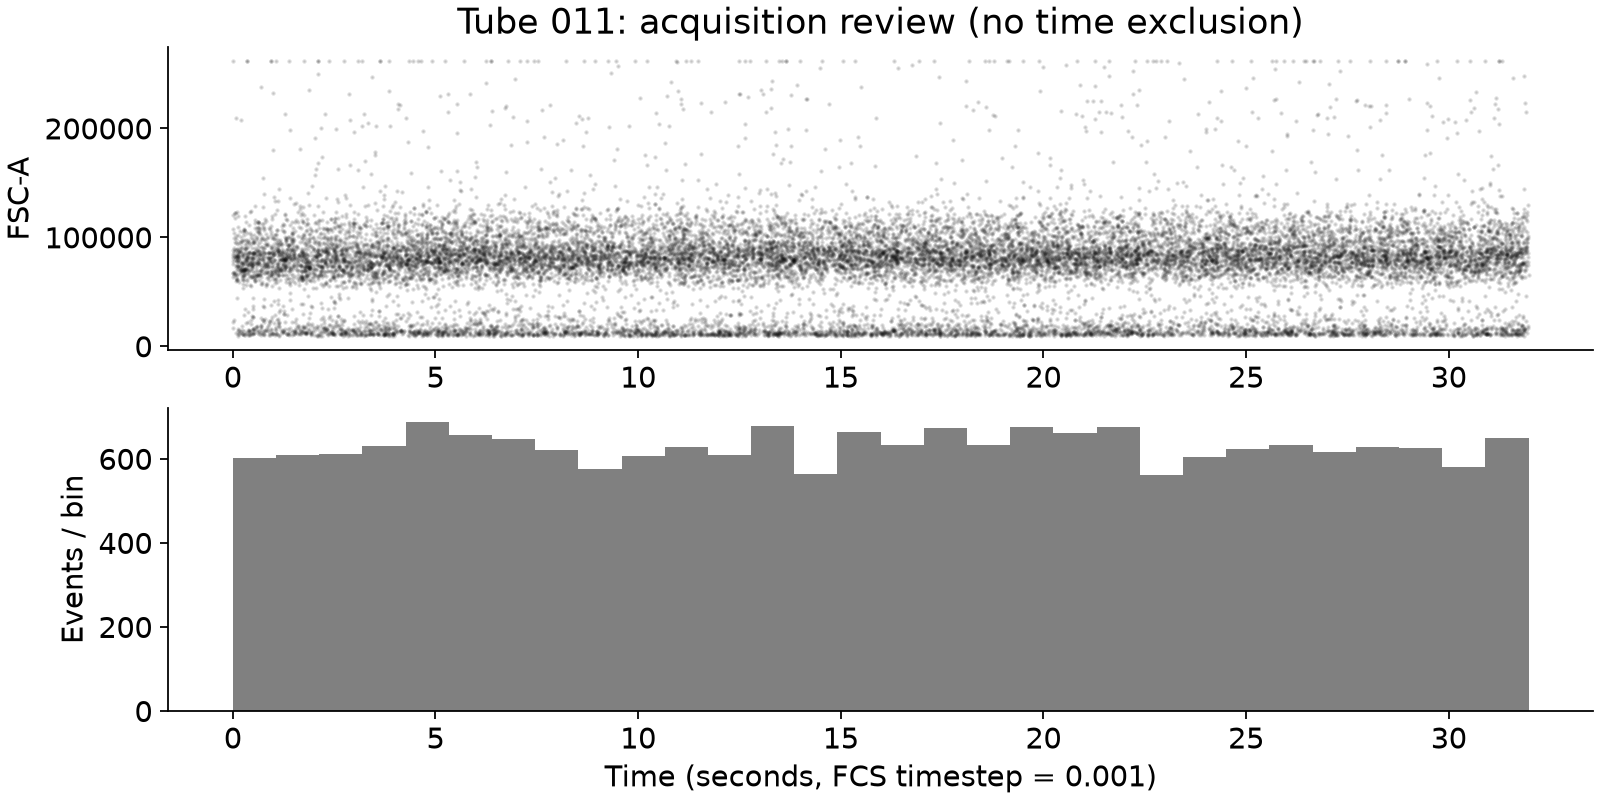 Tube 011: acquisition review (no time exclusion)
FSC-A
200000
100000
0
0 5 10 15 20 25 30
Events / bin
600
400
200
0
0 5 10 15 20 25 30
Time (seconds, FCS timestep = 0.001)